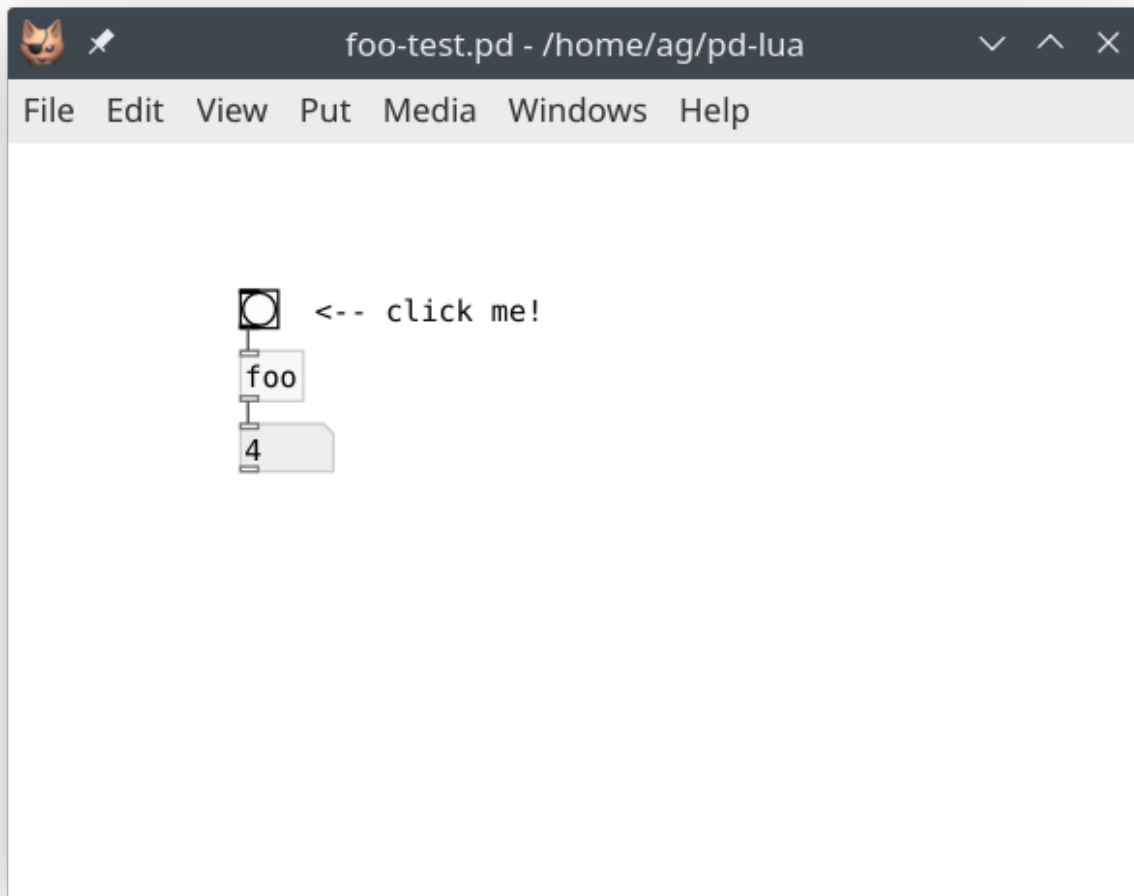 foo-test.pd - /home/ag/pd-lua
File Edit View Put Media Windows Help
<-- click me!
foo
4